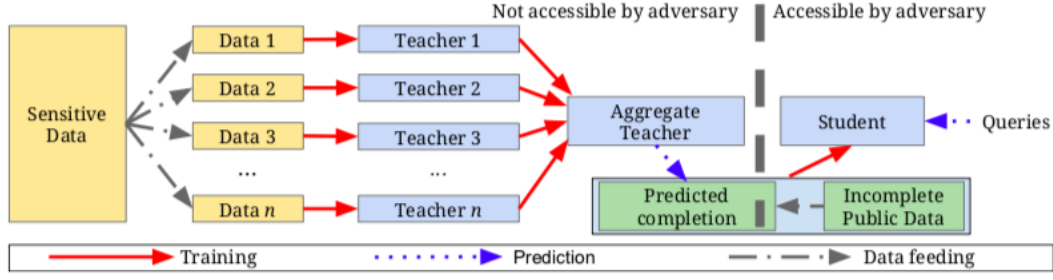 Not accessible by adversary
Accessible by adversary
Sensitive
Data
Data 1
Teacher 1
Data 2
Teacher 2
Data 3
Teacher 3
...
...
Data n
Teacher n
Aggregate
Teacher
Student
Queries
Predicted
completion
Incomplete
Public Data
Training
Prediction
Data feeding